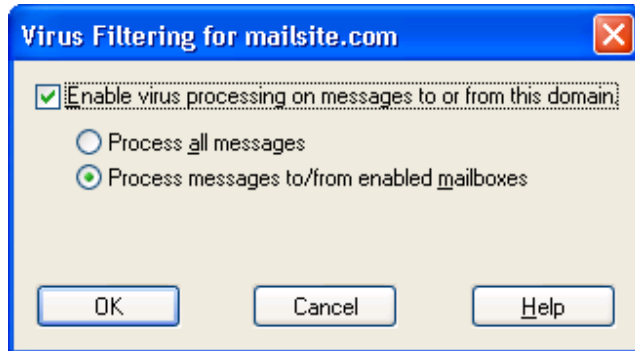 Virus Filtering for mailsite.com
Enable virus processing on messages to or from this domain.
Process all messages
Process messages to/from enabled mailboxes
OK Cancel Help